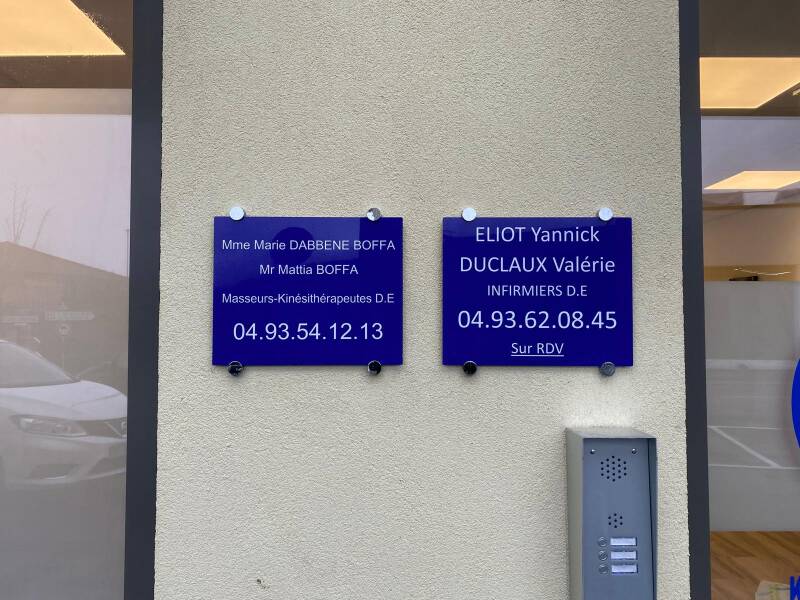 Mme Marie DABBENE BOFFA
Mr Mattia BOFFA
Masseurs-Kinésithérapeutes D.E
04.93.54.12.13
ELIOT Yannick
DUCLAUX Valérie
INFIRMIERS D.E
04.93.62.08.45
Sur RDV